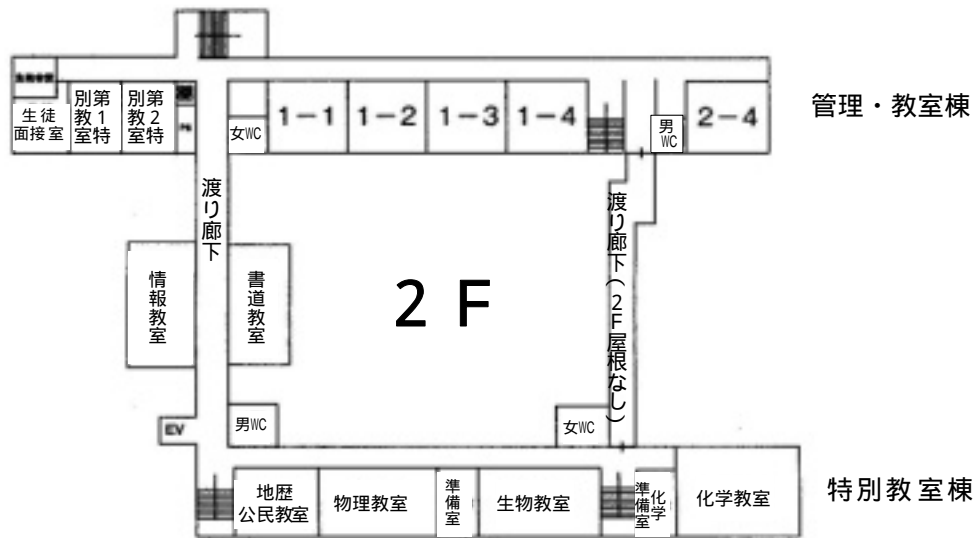 管理・教室棟
生徒
面接室
別第
教1
室特
別第
教2
室特
女WC
1-1
1-2
1-3
1-4
男
WC
2-4
渡り廊下
渡り廊下(2F屋根なし)
情報教室
書道教室
2F
EV
男WC
女WC
地歴
公民教室
物理教室
準備室
生物教室
化学
準備室
化学教室
特別教室棟